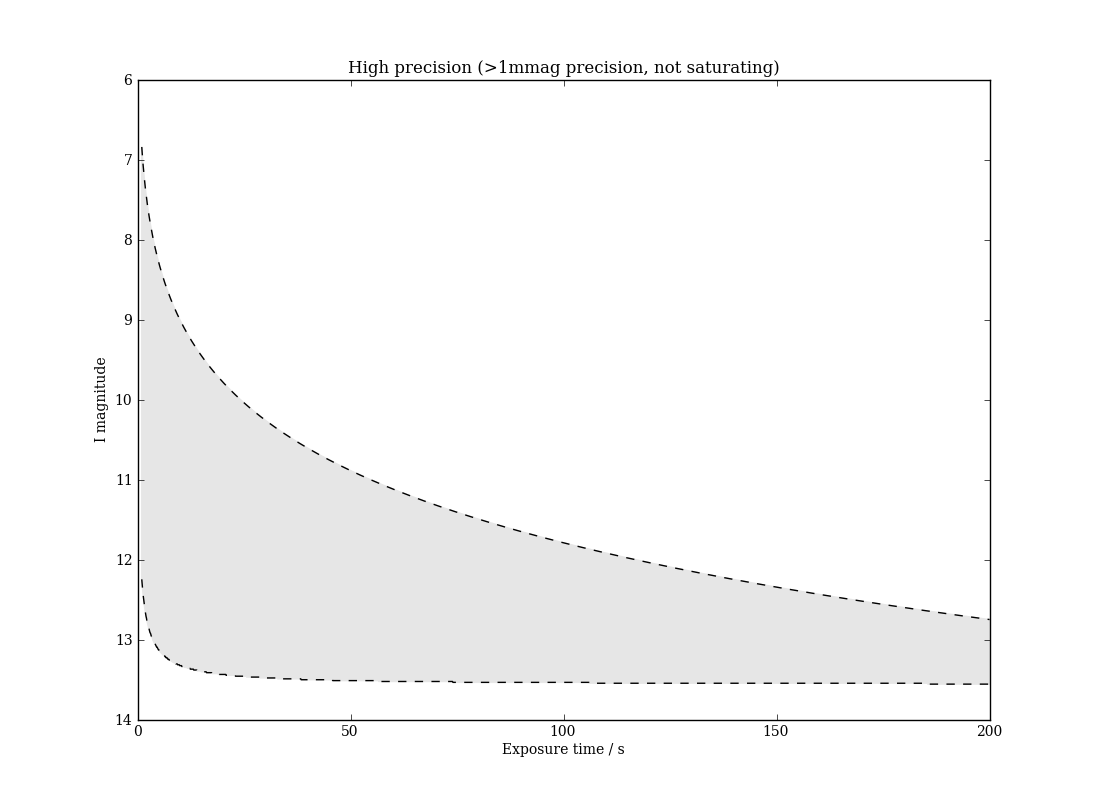 High precision (>1mmag precision, not saturating)
6
7
8
9
10
11
12
13
14
I magnitude
0 50 100 150 200
Exposure time / s